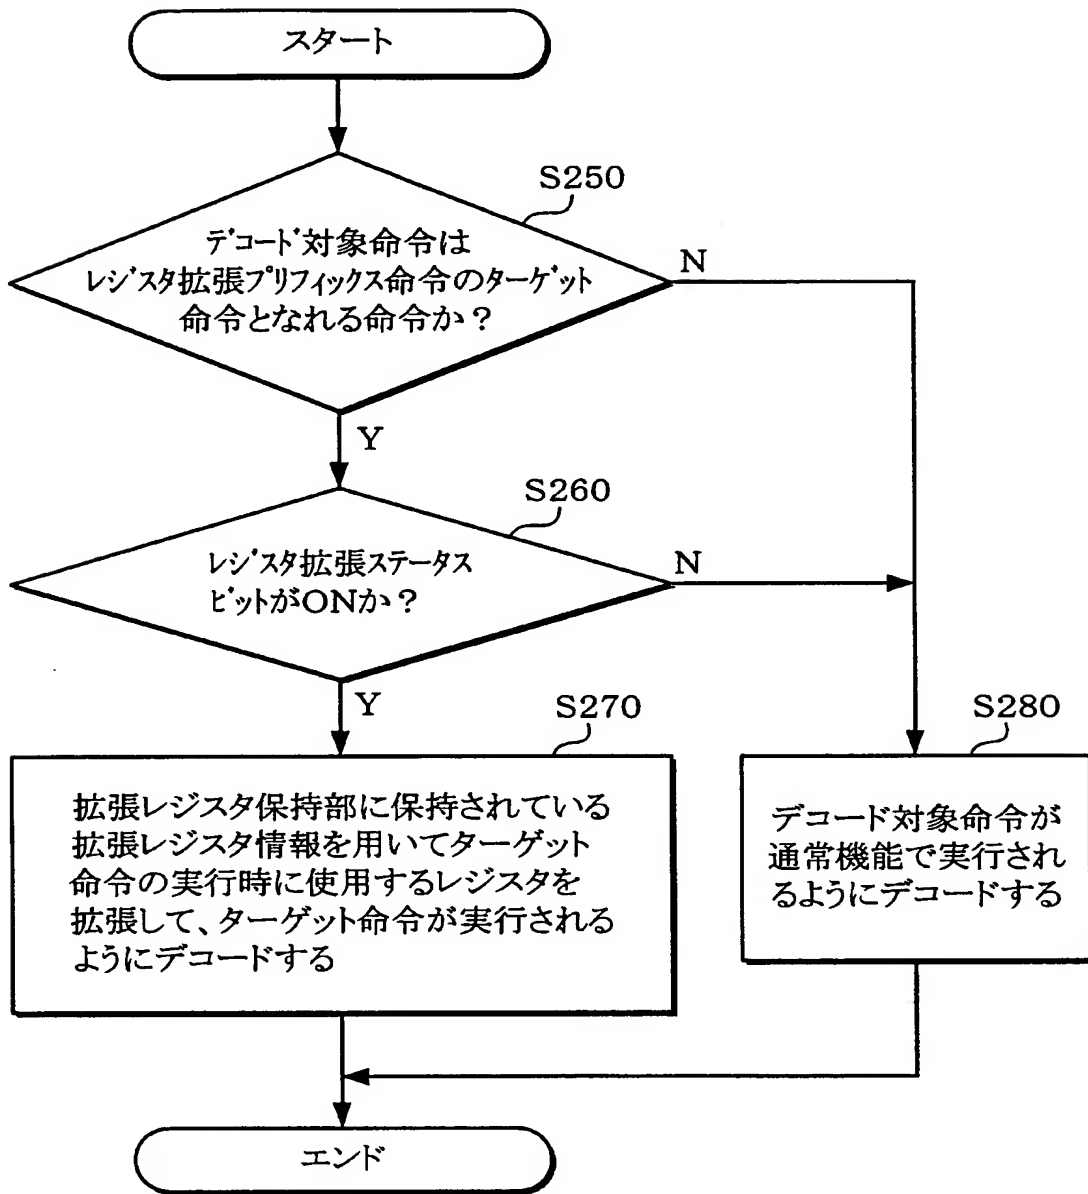 スタート
S250
デコード対象命令は
レジスタ拡張プリフィックス命令のターゲット
命令となれる命令か？
N
Y
S260
レジスタ拡張ステータス
ビットがONか？
N
Y
S270
拡張レジスタ保持部に保持されている
拡張レジスタ情報を用いてターゲット
命令の実行時に使用するレジスタを
拡張して、ターゲット命令が実行される
ようにデコードする
S280
デコード対象命令が
通常機能で実行され
るようにデコードする
エンド